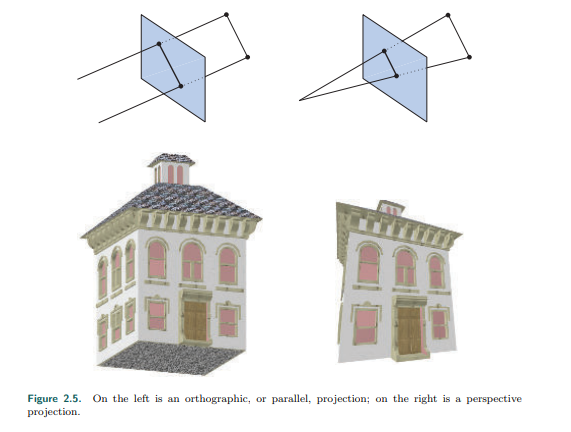 Figure 2.5. On the left is an orthographic, or parallel, projection; on the right is a perspective
projection.